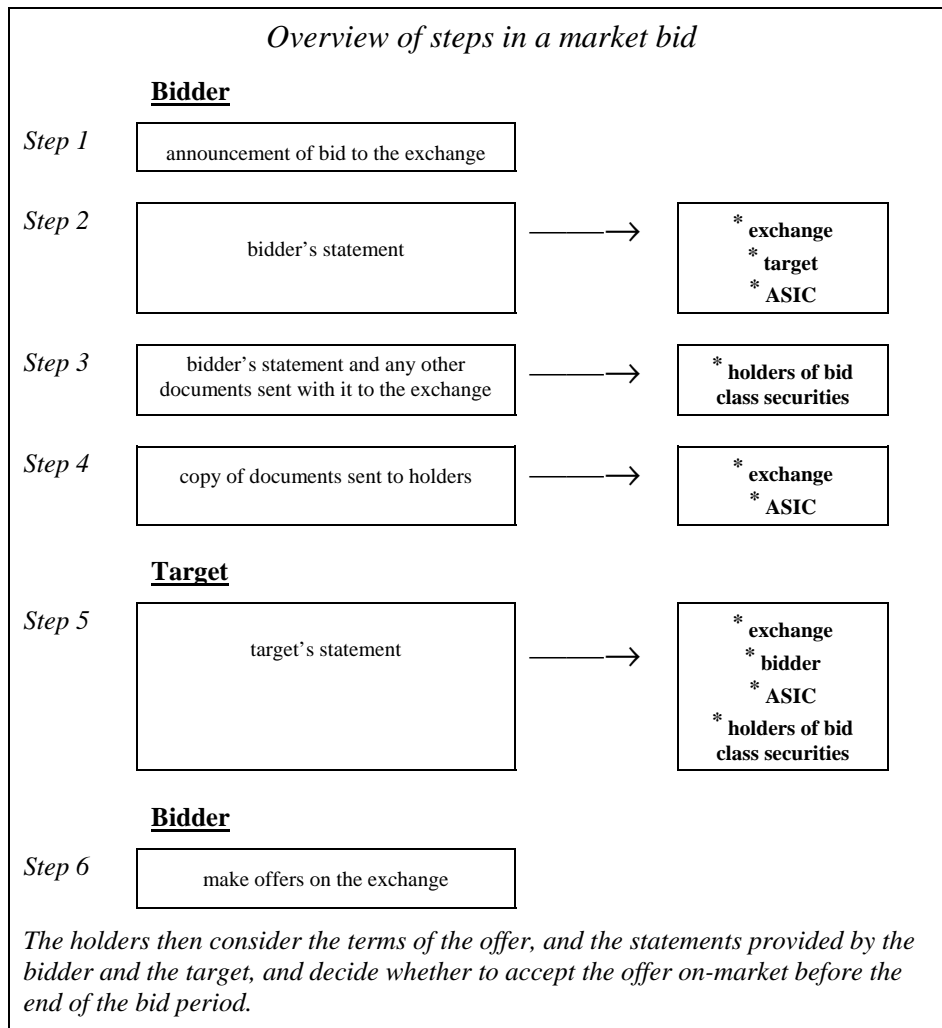 Overview of steps in a market bid
Bidder
Step 1
announcement of bid to the exchange
Step 2
bidder’s statement
* exchange
* target
* ASIC
Step 3
bidder’s statement and any other
documents sent with it to the exchange
* holders of bid
class securities
Step 4
copy of documents sent to holders
* exchange
* ASIC
Target
Step 5
target’s statement
* exchange
* bidder
* ASIC
* holders of bid
class securities
Bidder
Step 6
make offers on the exchange
The holders then consider the terms of the offer, and the statements provided by the
bidder and the target, and decide whether to accept the offer on-market before the
end of the bid period.